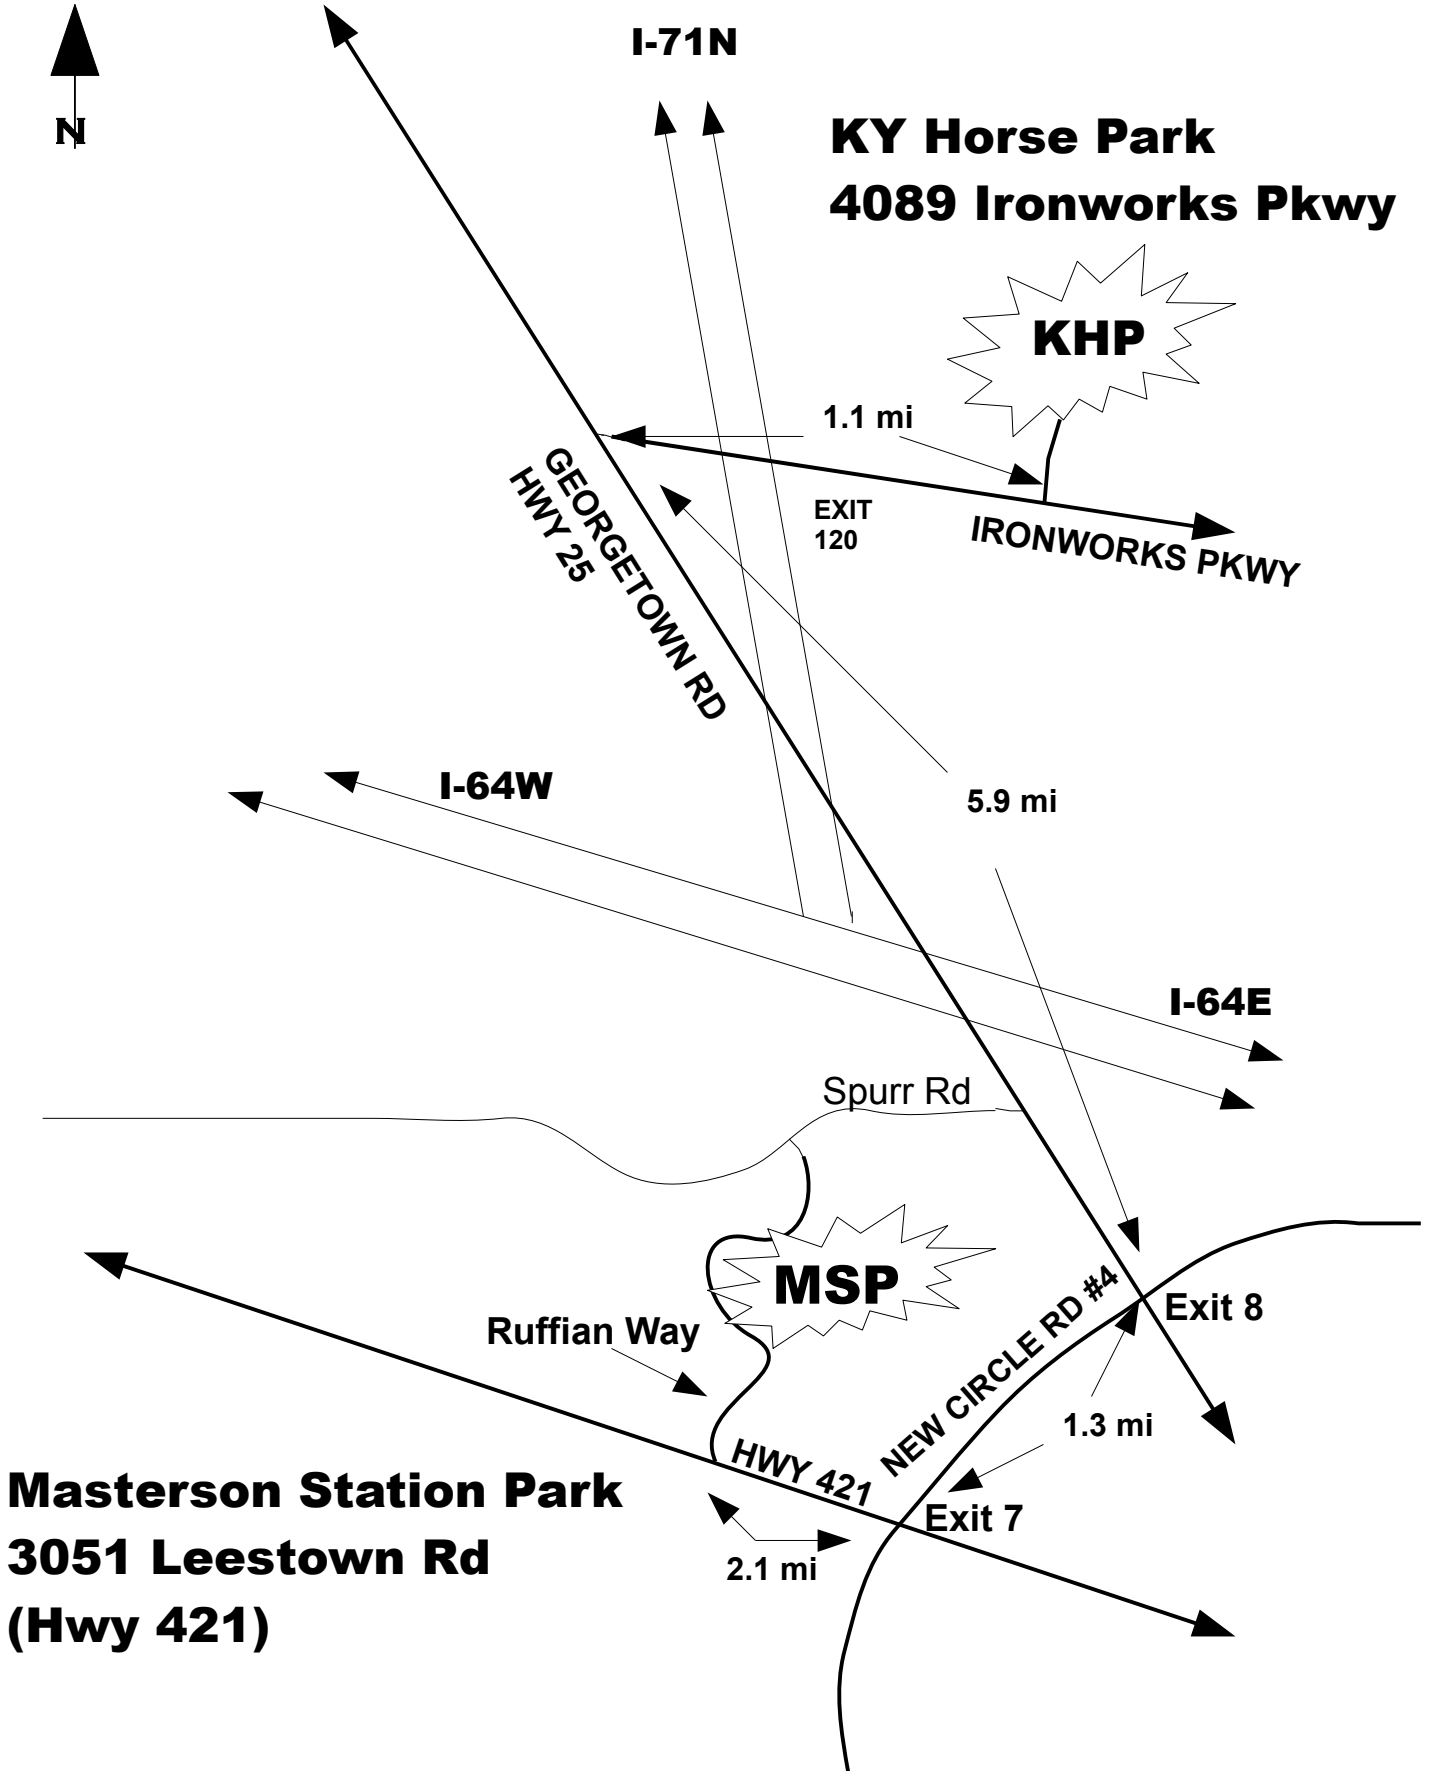 I-71N
N
KY Horse Park
4089 Ironworks Pkwy
KHP
1.1 mi
GEORGETOWN RD
HWY 25
EXIT
120
IRONWORKS PKWY
I-64W
5.9 mi
I-64E
Spurr Rd
MSP
Ruffian Way
NEW CIRCLE RD #4
Exit 8
1.3 mi
HWY 421
Exit 7
2.1 mi
Masterson Station Park
3051 Leestown Rd
(Hwy 421)